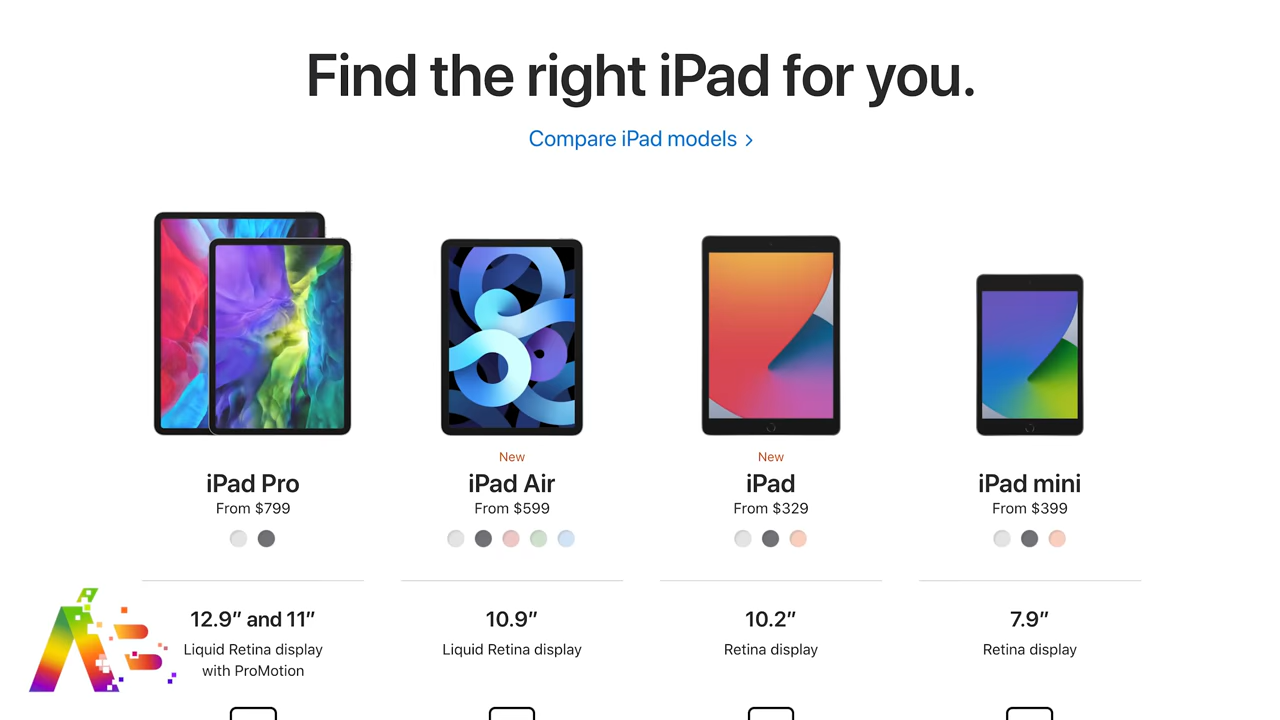 Find the right iPad for you.
Compare iPad models >
New
New
iPad Pro
iPad Air
iPad
iPad mini
From $799
From $599
From $329
From $399
12.9” and 11”
10.9”
10.2”
7.9”
Liquid Retina display
with ProMotion
Liquid Retina display
Retina display
Retina display